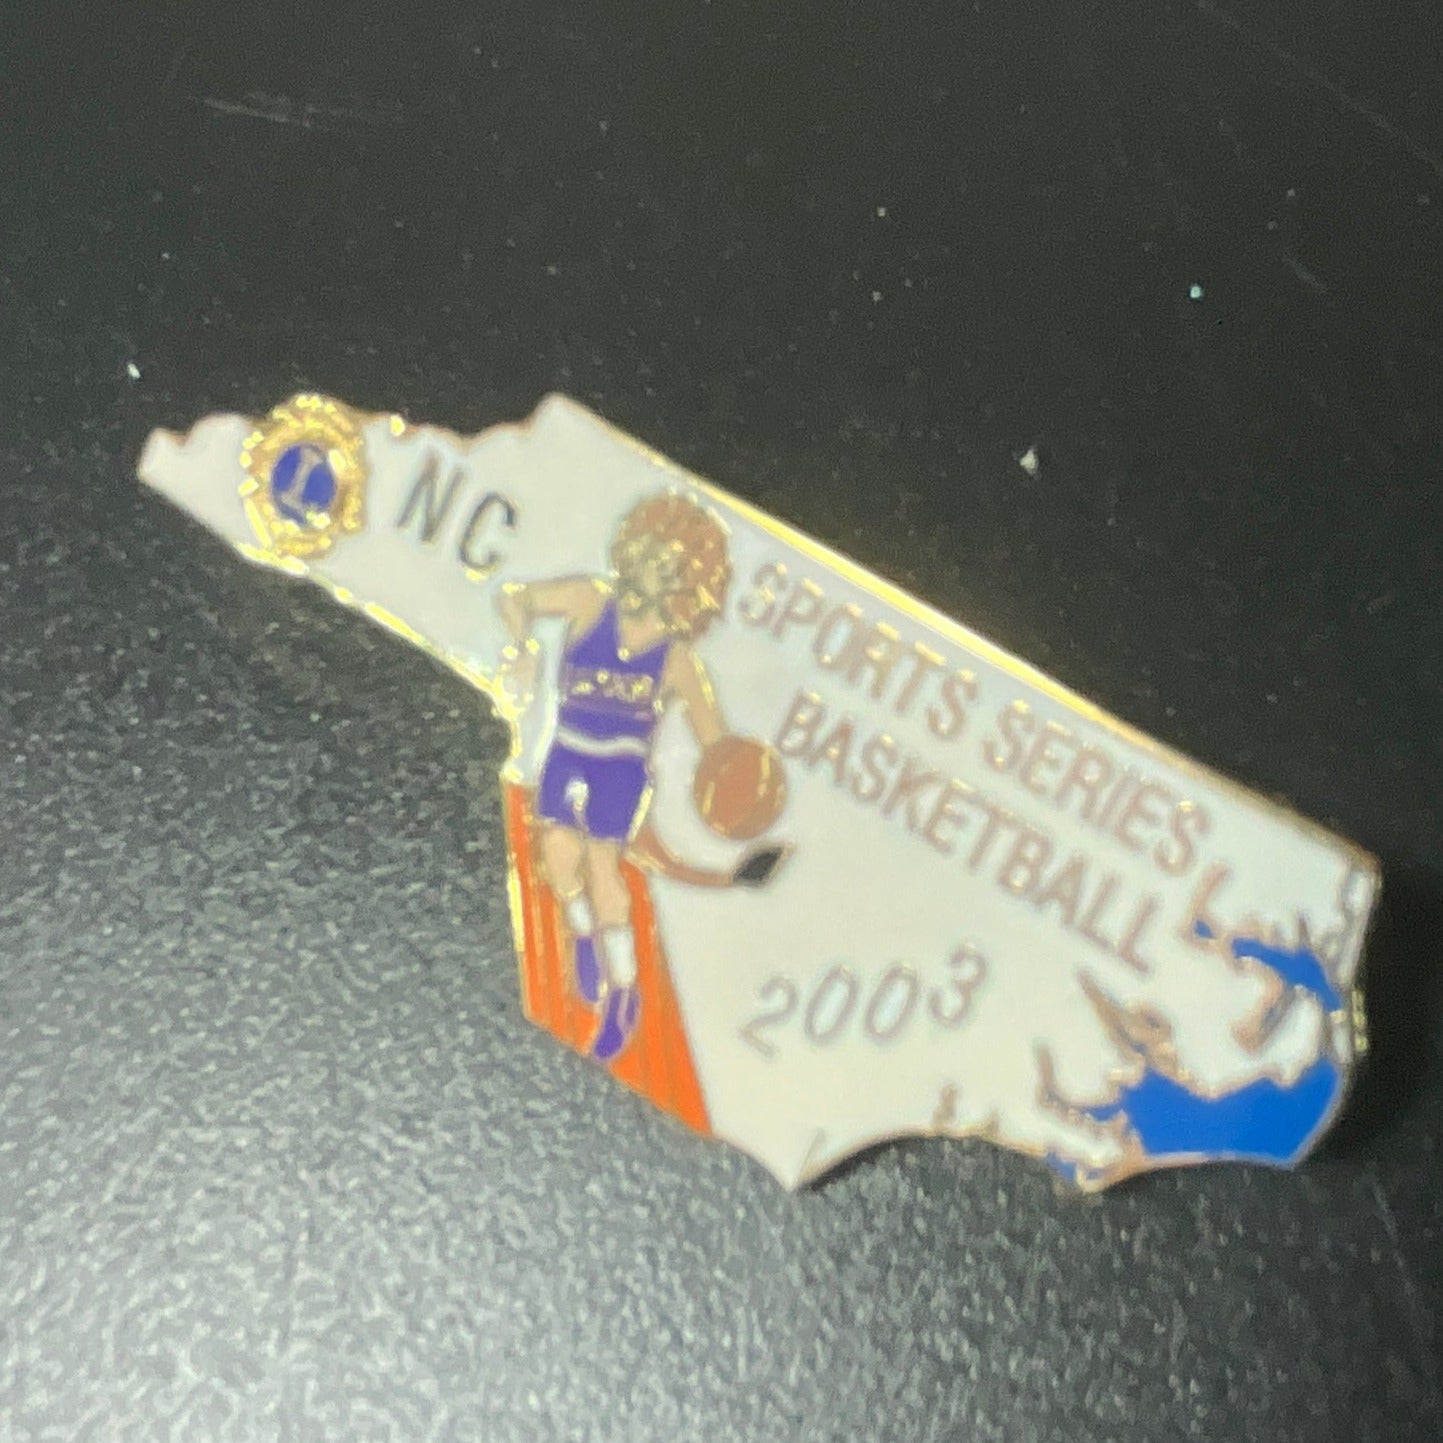 L
NC
SPORTS SERIES
BASKETBALL
2003